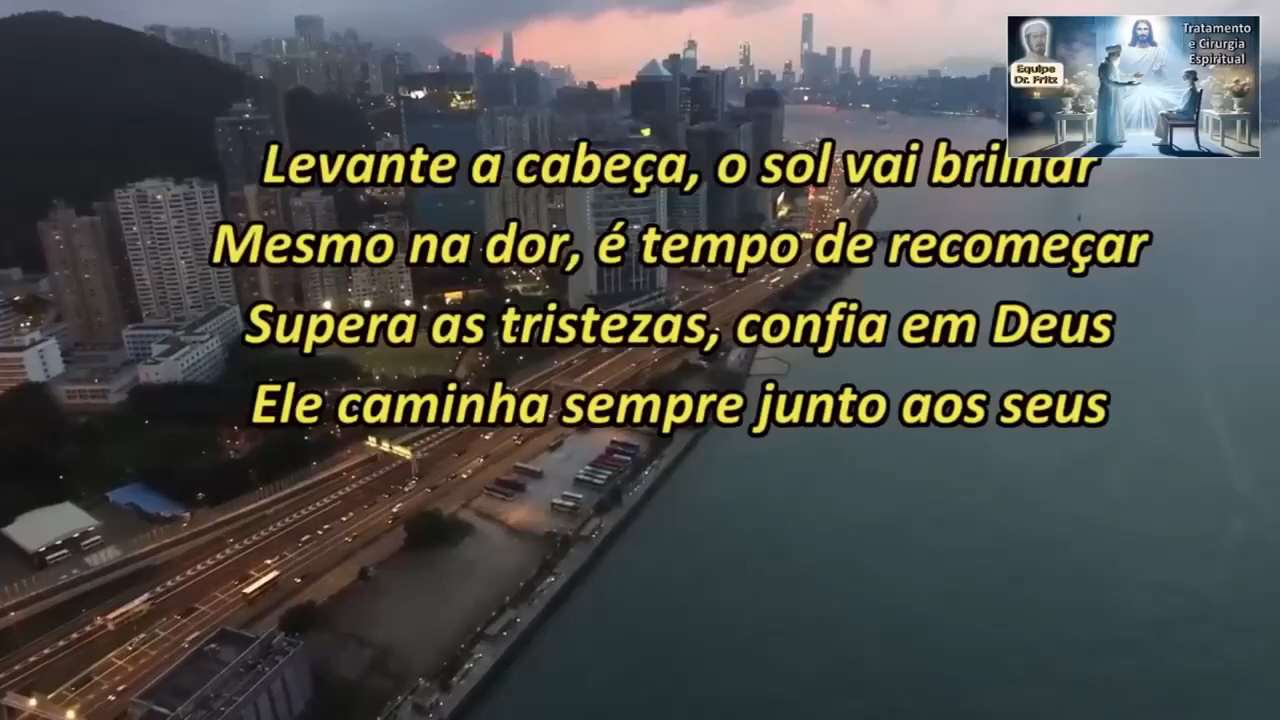 Tratamento
e Cirurgia
Espiritual
Equipe
Dr. Fritz
Levante a cabeça, o sol vai brilhar
Mesmo na dor, é tempo de recomeçar
Supera as tristezas, confia em Deus
Ele caminha sempre junto aos seus